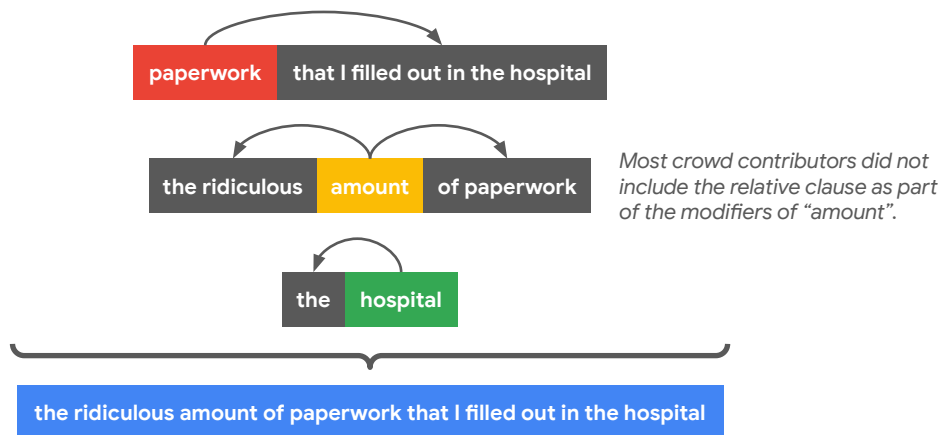 paperwork that I filled out in the hospital
the ridiculous amount of paperwork
Most crowd contributors did not
include the relative clause as part
of the modifiers of “amount”.
the hospital
the ridiculous amount of paperwork that I filled out in the hospital